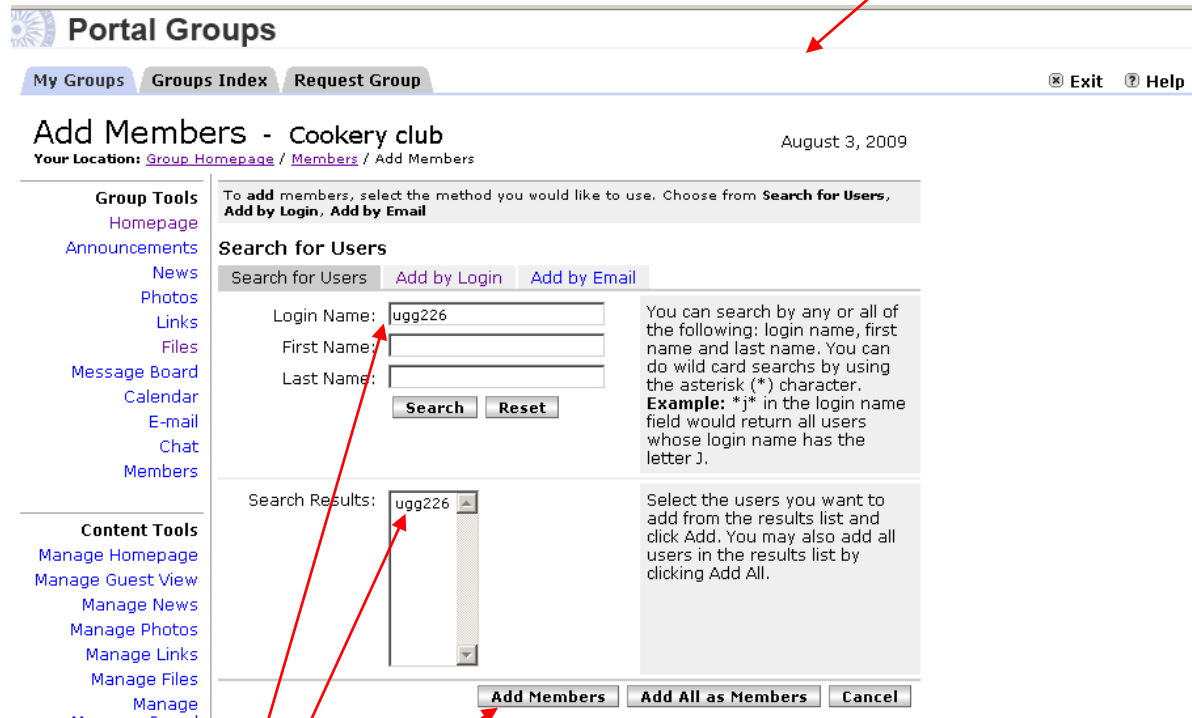 Portal Groups
My Groups Groups Index Request Group Exit Help
Add Members - Cookery club
August 3, 2009
Your Location: Group Homepage / Members / Add Members
Group Tools
Homepage
Announcements
News
Photos
Links
Files
Message Board
Calendar
E-mail
Chat
Members
Content Tools
Manage Homepage
Manage Guest View
Manage News
Manage Photos
Manage Links
Manage Files
Manage
To add members, select the method you would like to use. Choose from Search for Users,
Add by Login, Add by Email
Search for Users
Search for Users Add by Login Add by Email
Login Name: ugg226
First Name:
Last Name:
Search Reset
You can search by any or all of
the following: login name, first
name and last name. You can
do wild card searchs by using
the asterisk (*) character.
Example: *j* in the login name
field would return all users
whose login name has the
letter J.
Search Results: ugg226
Select the users you want to
add from the results list and
click Add. You may also add all
users in the results list by
clicking Add All.
Add Members Add All as Members Cancel